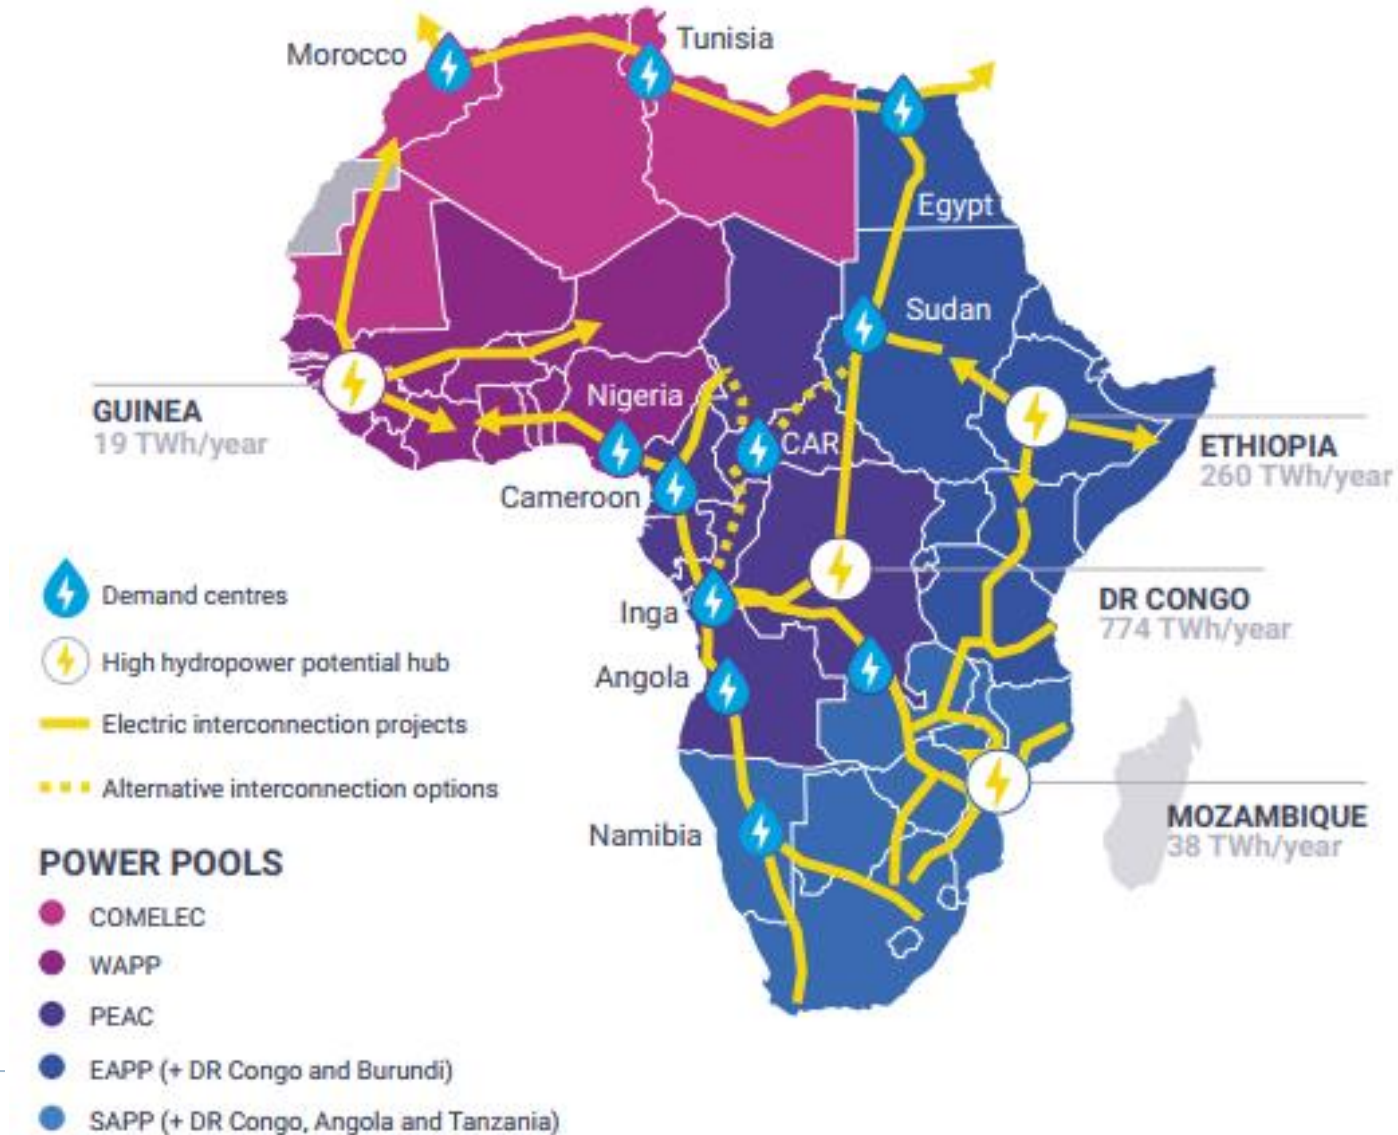 Morocco
Tunisia
Egypt
Sudan
Nigeria
GUINEA
19 TWh/year
CAR
ETHIOPIA
260 TWh/year
Cameroon
Demand centres
Inga
DR CONGO
774 TWh/year
High hydropower potential hub
Angola
Electric interconnection projects
Alternative interconnection options
MOZAMBIQUE
38 TWh/year
Namibia
POWER POOLS
COMELEC
WAPP
PEAC
EAPP (+ DR Congo and Burundi)
SAPP (+ DR Congo, Angola and Tanzania)